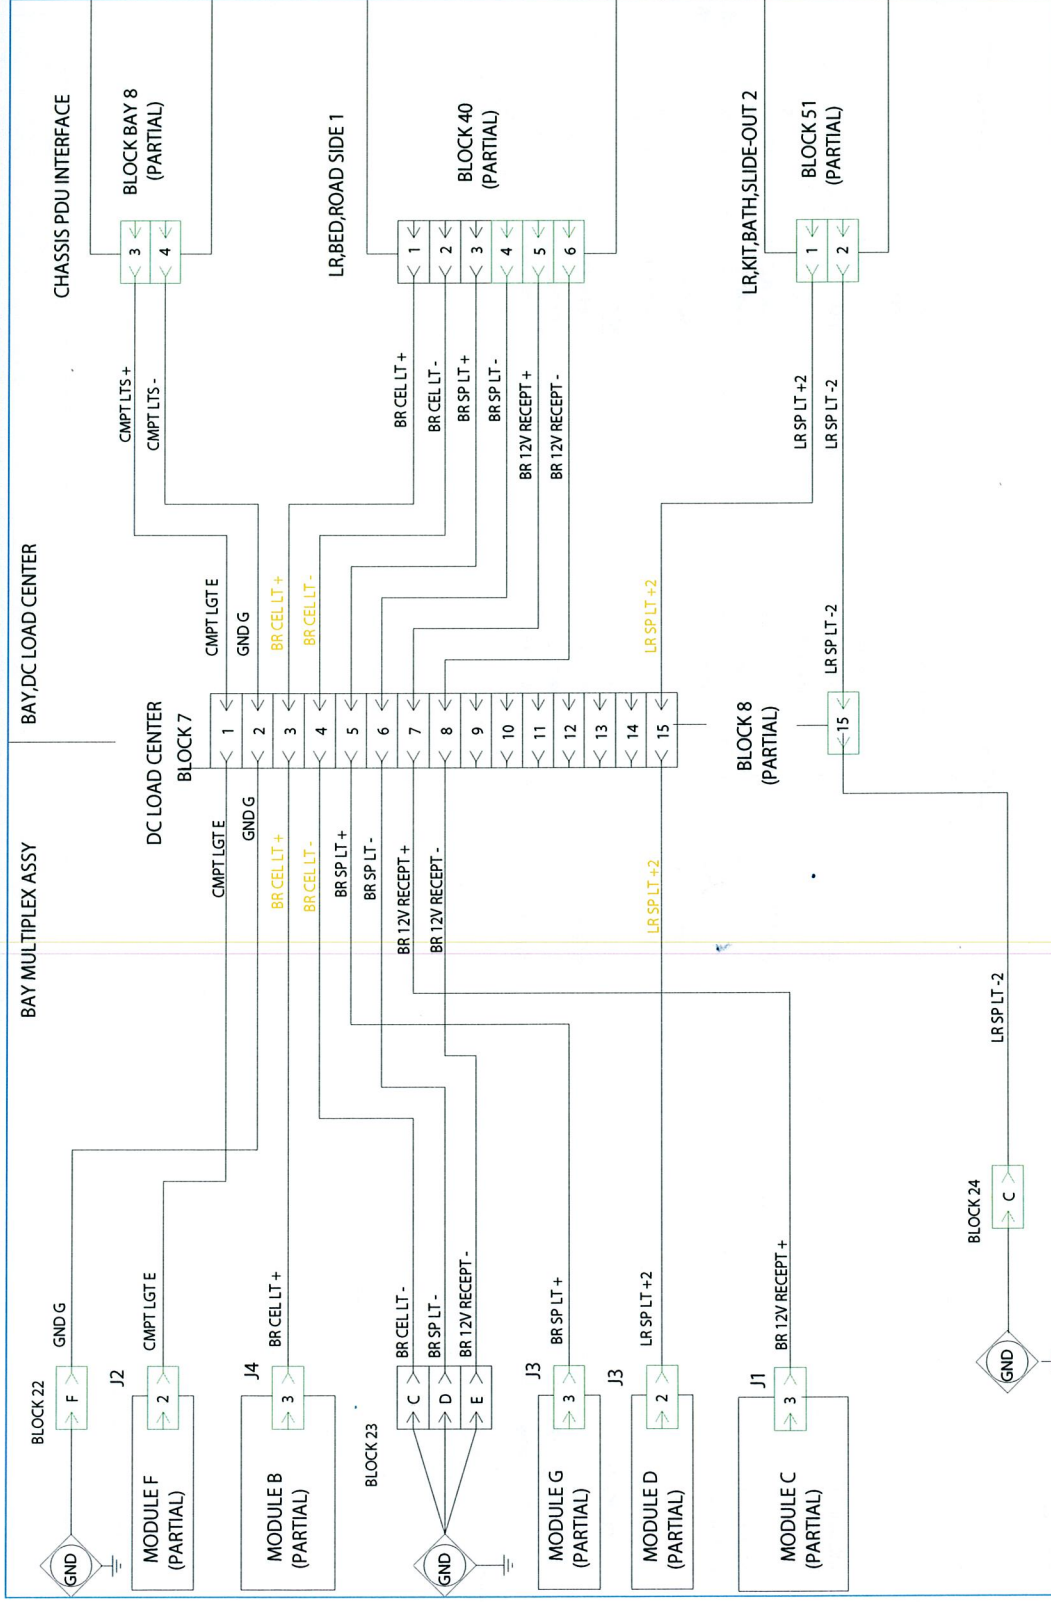 BAY MULTIPLEX ASSY
BAY,DC LOAD CENTER
CHASSIS PDU INTERFACE
BLOCK BAY 8
(PARTIAL)
3
4
CMPT LTS +
CMPT LTS -
LR,BED,ROAD SIDE 1
BLOCK 40
(PARTIAL)
1
2
3
4
5
6
BR CEL LT +
BR CEL LT -
BR SP LT +
BR SP LT -
BR 12V RECEPT +
BR 12V RECEPT -
LR,KIT,BATH,SLIDE-OUT 2
BLOCK 51
(PARTIAL)
1
2
LR SP LT +2
LR SP LT -2
DC LOAD CENTER
BLOCK 7
1
2
3
4
5
6
7
8
9
10
11
12
13
14
15
CMPT LGT E
GND G
BR CEL LT +
BR CEL LT -
LR SP LT +2
BLOCK 8
(PARTIAL)
15
LR SP LT -2
CMPT LGT E
GND G
BR CEL LT +
BR CEL LT -
BR SP LT +
BR SP LT -
BR 12V RECEPT +
BR 12V RECEPT -
LR SP LT +2
LR SP LT -2
BLOCK 22
F
GND G
GND
J2
2
CMPT LGT E
MODULE F
(PARTIAL)
J4
3
BR CEL LT +
MODULE B
(PARTIAL)
BLOCK 23
C
D
E
BR CEL LT -
BR SP LT -
BR 12V RECEPT -
GND
J3
3
BR SP LT +
MODULE G
(PARTIAL)
J3
2
LR SP LT +2
MODULE D
(PARTIAL)
J1
3
BR 12V RECEPT +
MODULE C
(PARTIAL)
BLOCK 24
C
GND